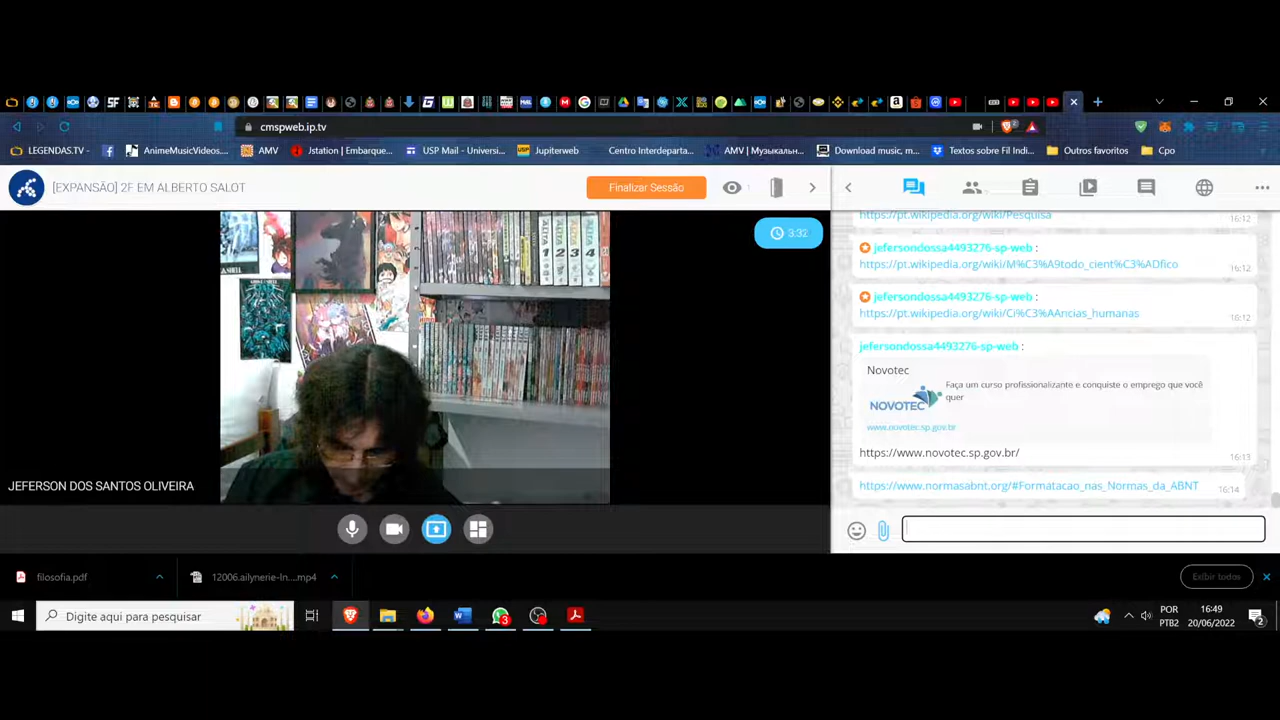 cmspweb.ip.tv
LEGENDAS.TV -
AnimeMusicVideos...
AMV
Jstation | Embarque...
USP Mail - Universi...
Jupiterweb
Centro Interdeparta...
AMV | Музыкальн...
Download music, m...
Textos sobre Fil Indi...
Outros favoritos
Cpo
[EXPANSÃO] 2F EM ALBERTO SALOT
Finalizar Sessão
1
3:32
JEFERSON DOS SANTOS OLIVEIRA
https://pt.wikipedia.org/wiki/Pesquisa
16:12
jefersondossa4493276-sp-web :
https://pt.wikipedia.org/wiki/M%C3%A9todo_cient%C3%ADfico
16:12
jefersondossa4493276-sp-web :
https://pt.wikipedia.org/wiki/Ci%C3%AAncias_humanas
16:12
jefersondossa4493276-sp-web :
Novotec
NOVOTEC
Faça um curso profissionalizante e conquiste o emprego que você
quer
www.novotec.sp.gov.br
https://www.novotec.sp.gov.br/
16:13
https://www.normasabnt.org/#Formatacao_nas_Normas_da_ABNT
16:14
filosofia.pdf
12006.ailynerie-In....mp4
Exibir todos
Digite aqui para pesquisar
3
POR
PTB2
16:49
20/06/2022
2